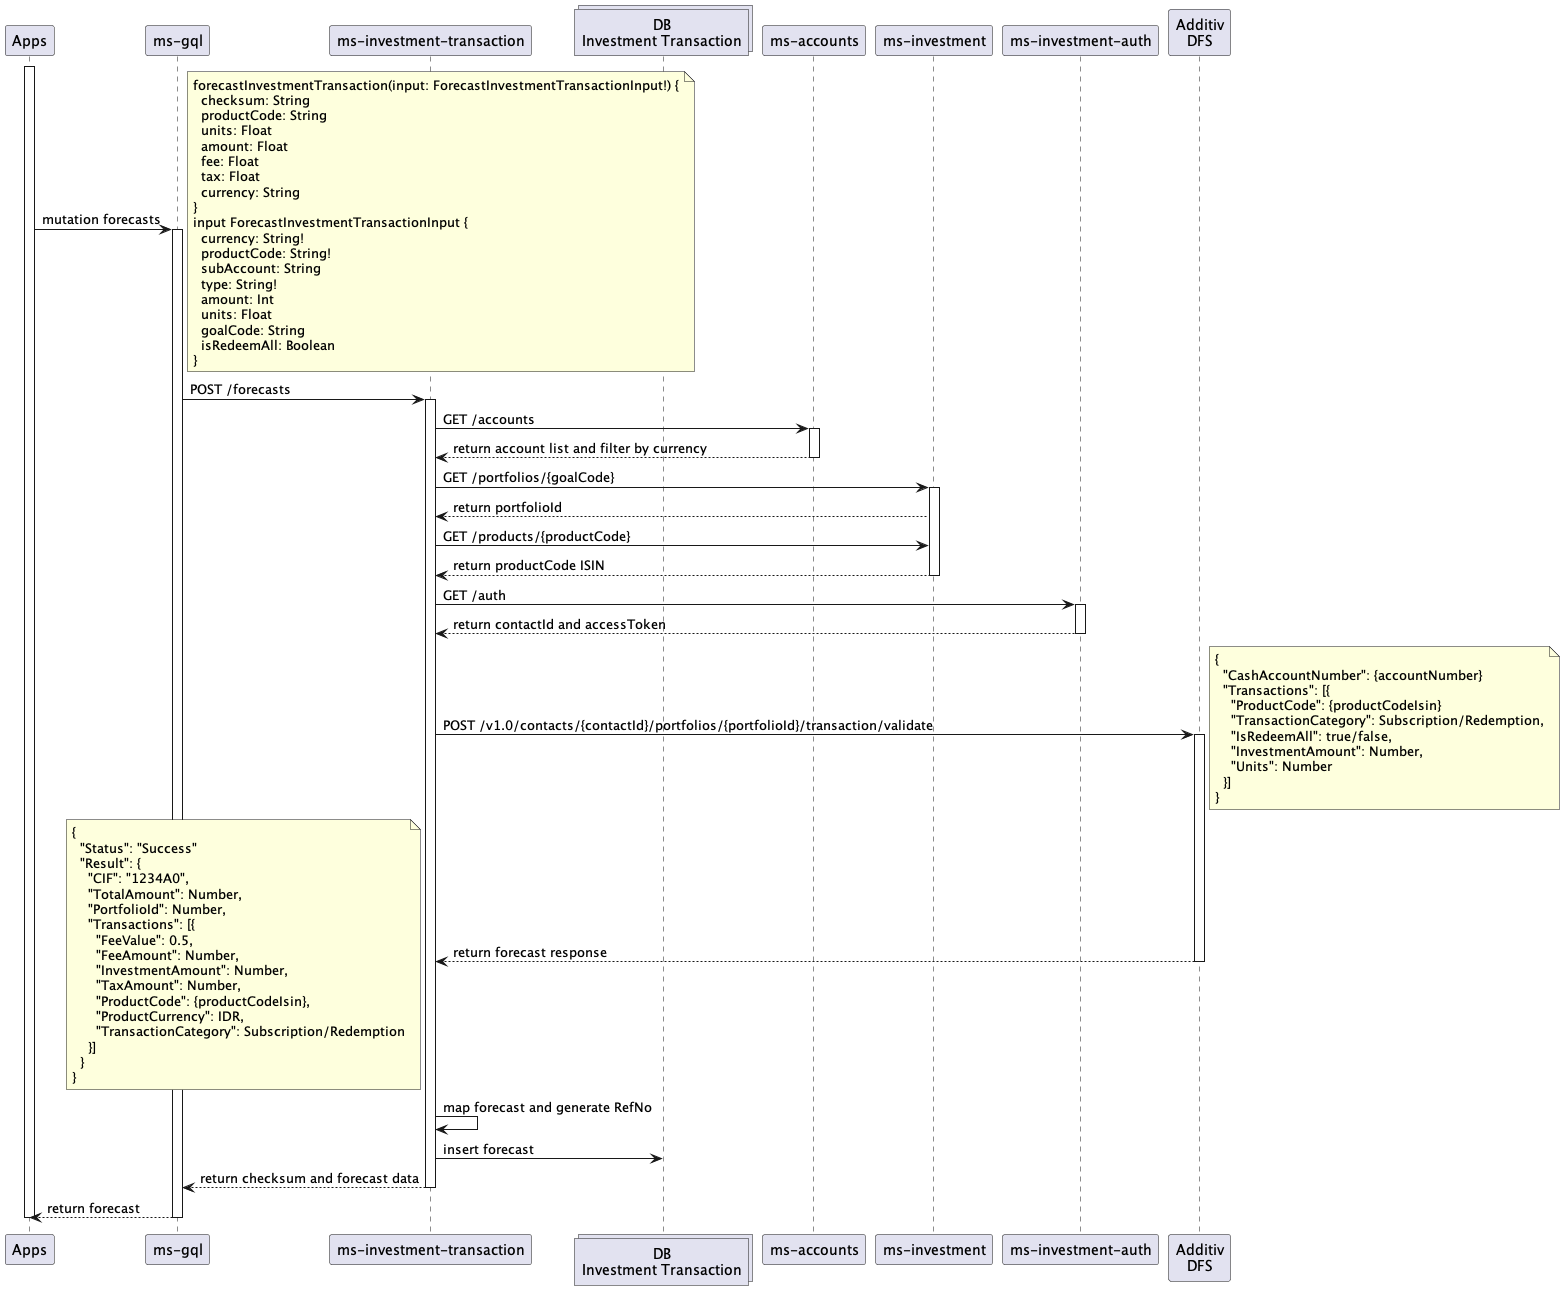 Apps
ms-gql
ms-investment-transaction
DB
Investment Transaction
ms-accounts
ms-investment
ms-investment-auth
Additiv
DFS
forecastInvestmentTransaction(input: ForecastInvestmentTransactionInput!) {
checksum: String
productCode: String
units: Float
amount: Float
fee: Float
tax: Float
currency: String
}
input ForecastInvestmentTransactionInput {
currency: String!
productCode: String!
subAccount: String
type: String!
amount: Int
units: Float
goalCode: String
isRedeemAll: Boolean
}
mutation forecasts
POST /forecasts
GET /accounts
return account list and filter by currency
GET /portfolios/{goalCode}
return portfolioId
GET /products/{productCode}
return productCode ISIN
GET /auth
return contactId and accessToken
{
"CashAccountNumber": {accountNumber}
"Transactions": [{
"ProductCode": {productCodeIsin}
"TransactionCategory": Subscription/Redemption,
"IsRedeemAll": true/false,
"InvestmentAmount": Number,
"Units": Number
}]
}
POST /v1.0/contacts/{contactId}/portfolios/{portfolioId}/transaction/validate
{
"Status": "Success"
"Result": {
"CIF": "1234A0",
"TotalAmount": Number,
"PortfolioId": Number,
"Transactions": [{
"FeeValue": 0.5,
"FeeAmount": Number,
"InvestmentAmount": Number,
"TaxAmount": Number,
"ProductCode": {productCodeIsin},
"ProductCurrency": IDR,
"TransactionCategory": Subscription/Redemption
}]
}
}
return forecast response
map forecast and generate RefNo
insert forecast
return checksum and forecast data
return forecast
Apps
ms-gql
ms-investment-transaction
DB
Investment Transaction
ms-accounts
ms-investment
ms-investment-auth
Additiv
DFS